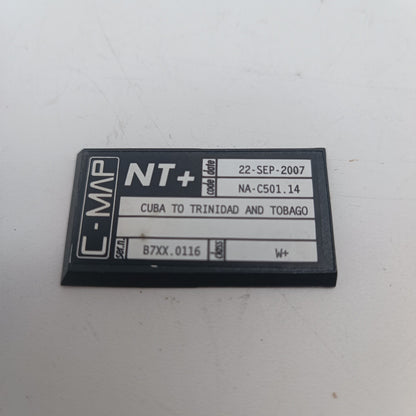 C-MAP
NT+
date 22-SEP-2007
code NA-C501.14
CUBA TO TRINIDAD AND TOBAGO
ser.n. B7XX.0116 class W+